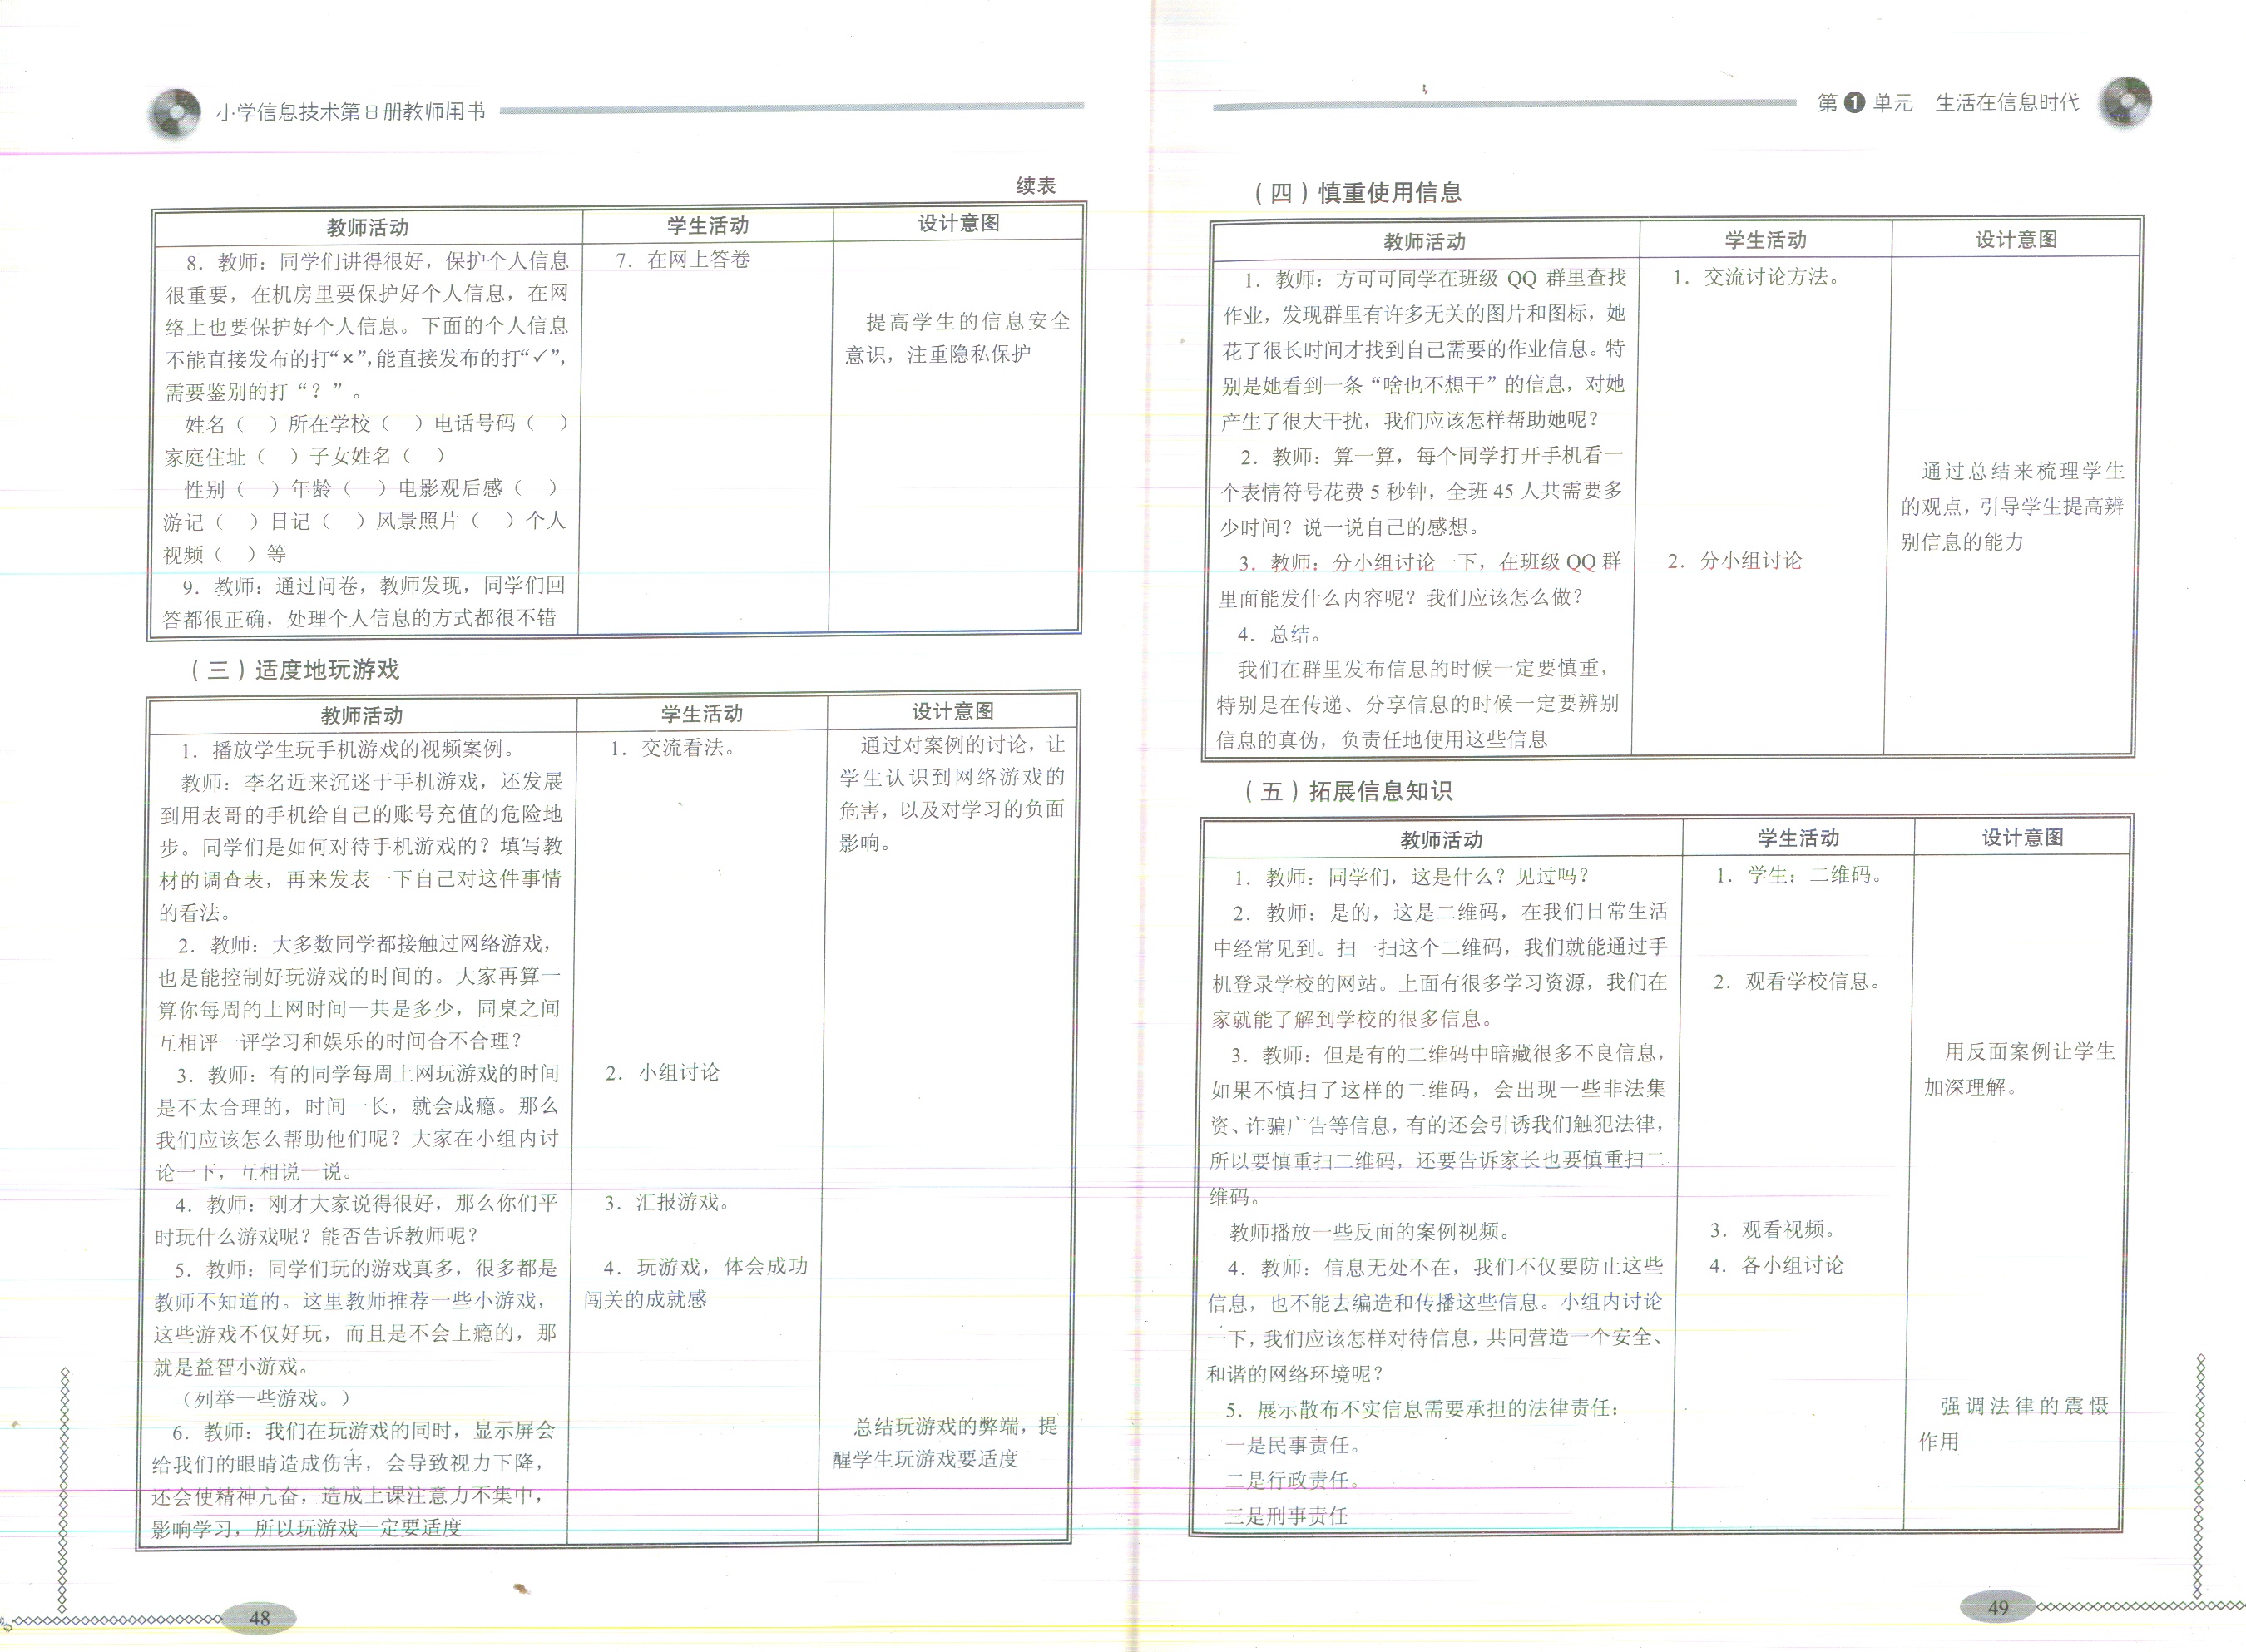 小学信息技术第8册教师用书
续表
教师活动 学生活动 设计意图
8. 教师：同学们讲得很好，保护个人信息
很重要，在机房里要保护好个人信息，在网
络上也要保护好个人信息。下面的个人信息
不能直接发布的打“×”，能直接发布的打“✓”，
需要鉴别的打“？”。
姓名（ ）所在学校（ ）电话号码（ ）
家庭住址（ ）子女姓名（ ）
性别（ ）年龄（ ）电影观后感（ ）
游记（ ）日记（ ）风景照片（ ）个人
视频（ ）等
9. 教师：通过问卷，教师发现，同学们回
答都很正确，处理个人信息的方式都很不错
7. 在网上答卷
提高学生的信息安全
意识，注重隐私保护
（三）适度地玩游戏
教师活动 学生活动 设计意图
1. 播放学生玩手机游戏的视频案例。
教师：李名近来沉迷于手机游戏，还发展
到用表哥的手机给自己的账号充值的危险地
步。同学们是如何对待手机游戏的？填写教
材的调查表，再来发表一下自己对这件事情
的看法。
2. 教师：大多数同学都接触过网络游戏，
也是能控制好玩游戏的时间的。大家再算一
算你每周的上网时间一共是多少，同桌之间
互相评一评学习和娱乐的时间合不合理？
3. 教师：有的同学每周上网玩游戏的时间
是不太合理的，时间一长，就会成瘾。那么
我们应该怎么帮助他们呢？大家在小组内讨
论一下，互相说一说。
4. 教师：刚才大家说得很好，那么你们平
时玩什么游戏呢？能否告诉教师呢？
5. 教师：同学们玩的游戏真多，很多都是
教师不知道的。这里教师推荐一些小游戏，
这些游戏不仅好玩，而且是不会上瘾的，那
就是益智小游戏。
（列举一些游戏。）
6. 教师：我们在玩游戏的同时，显示屏会
给我们的眼睛造成伤害，会导致视力下降，
还会使精神亢奋，造成上课注意力不集中，
影响学习，所以玩游戏一定要适度
1. 交流看法。
2. 小组讨论
3. 汇报游戏。
4. 玩游戏，体会成功
闯关的成就感
通过对案例的讨论，让
学生认识到网络游戏的
危害，以及对学习的负面
影响。
总结玩游戏的弊端，提
醒学生玩游戏要适度
48
第1单元 生活在信息时代
（四）慎重使用信息
教师活动 学生活动 设计意图
1. 教师：方可可同学在班级 QQ 群里查找
作业，发现群里有许多无关的图片和图标，她
花了很长时间才找到自己需要的作业信息。特
别是她看到一条“啥也不想干”的信息，对她
产生了很大干扰，我们应该怎样帮助她呢？
2. 教师：算一算，每个同学打开手机看一
个表情符号花费 5 秒钟，全班 45 人共需要多
少时间？说一说自己的感想。
3. 教师：分小组讨论一下，在班级 QQ 群
里面能发什么内容呢？我们应该怎么做？
4. 总结。
我们在群里发布信息的时候一定要慎重，
特别是在传递、分享信息的时候一定要辨别
信息的真伪，负责任地使用这些信息
1. 交流讨论方法。
2. 分小组讨论
通过总结来梳理学生
的观点，引导学生提高辨
别信息的能力
（五）拓展信息知识
教师活动 学生活动 设计意图
1. 教师：同学们，这是什么？见过吗？
2. 教师：是的，这是二维码，在我们日常生活
中经常见到。扫一扫这个二维码，我们就能通过手
机登录学校的网站。上面有很多学习资源，我们在
家就能了解到学校的很多信息。
3. 教师：但是有的二维码中暗藏很多不良信息，
如果不慎扫了这样的二维码，会出现一些非法集
资、诈骗广告等信息，有的还会引诱我们触犯法律，
所以要慎重扫二维码，还要告诉家长也要慎重扫二
维码。
教师播放一些反面的案例视频。
4. 教师：信息无处不在，我们不仅要防止这些
信息，也不能去编造和传播这些信息。小组内讨论
一下，我们应该怎样对待信息，共同营造一个安全、
和谐的网络环境呢？
5. 展示散布不实信息需要承担的法律责任：
一是民事责任。
二是行政责任。
三是刑事责任
1. 学生：二维码。
2. 观看学校信息。
3. 观看视频。
4. 各小组讨论
用反面案例让学生
加深理解。
强调法律的震慑
作用
49